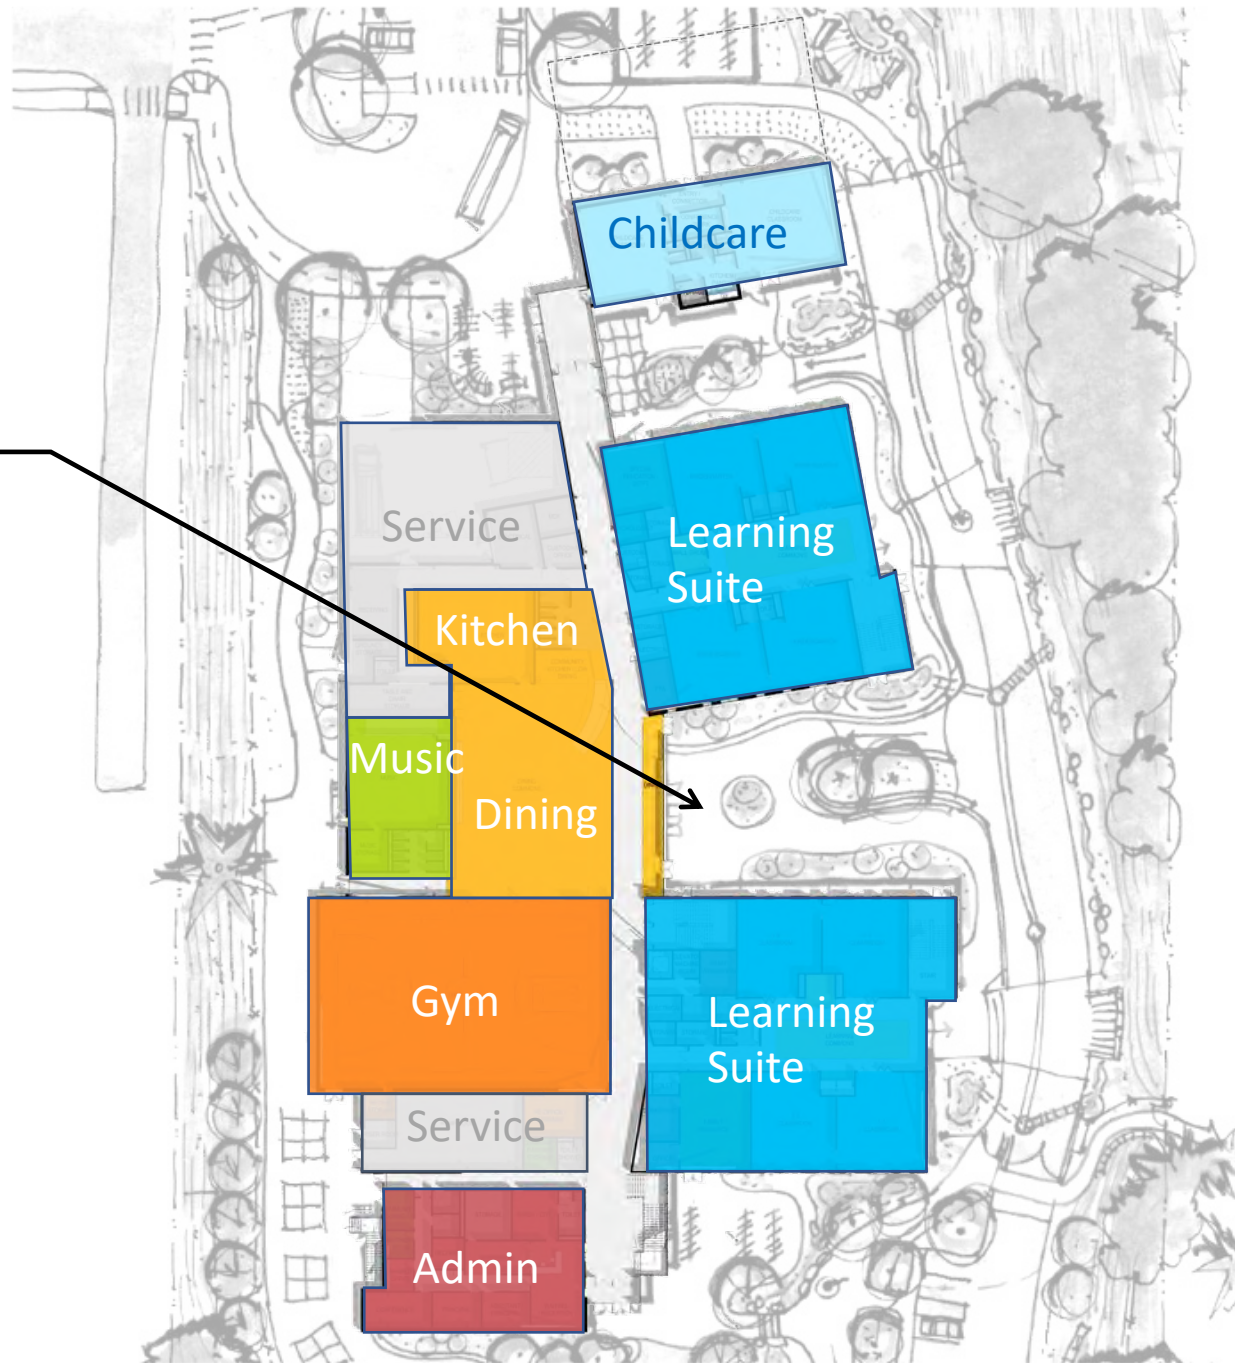 Childcare
Service
Learning
Suite
Kitchen
Music
Dining
Gym
Learning
Suite
Service
Admin